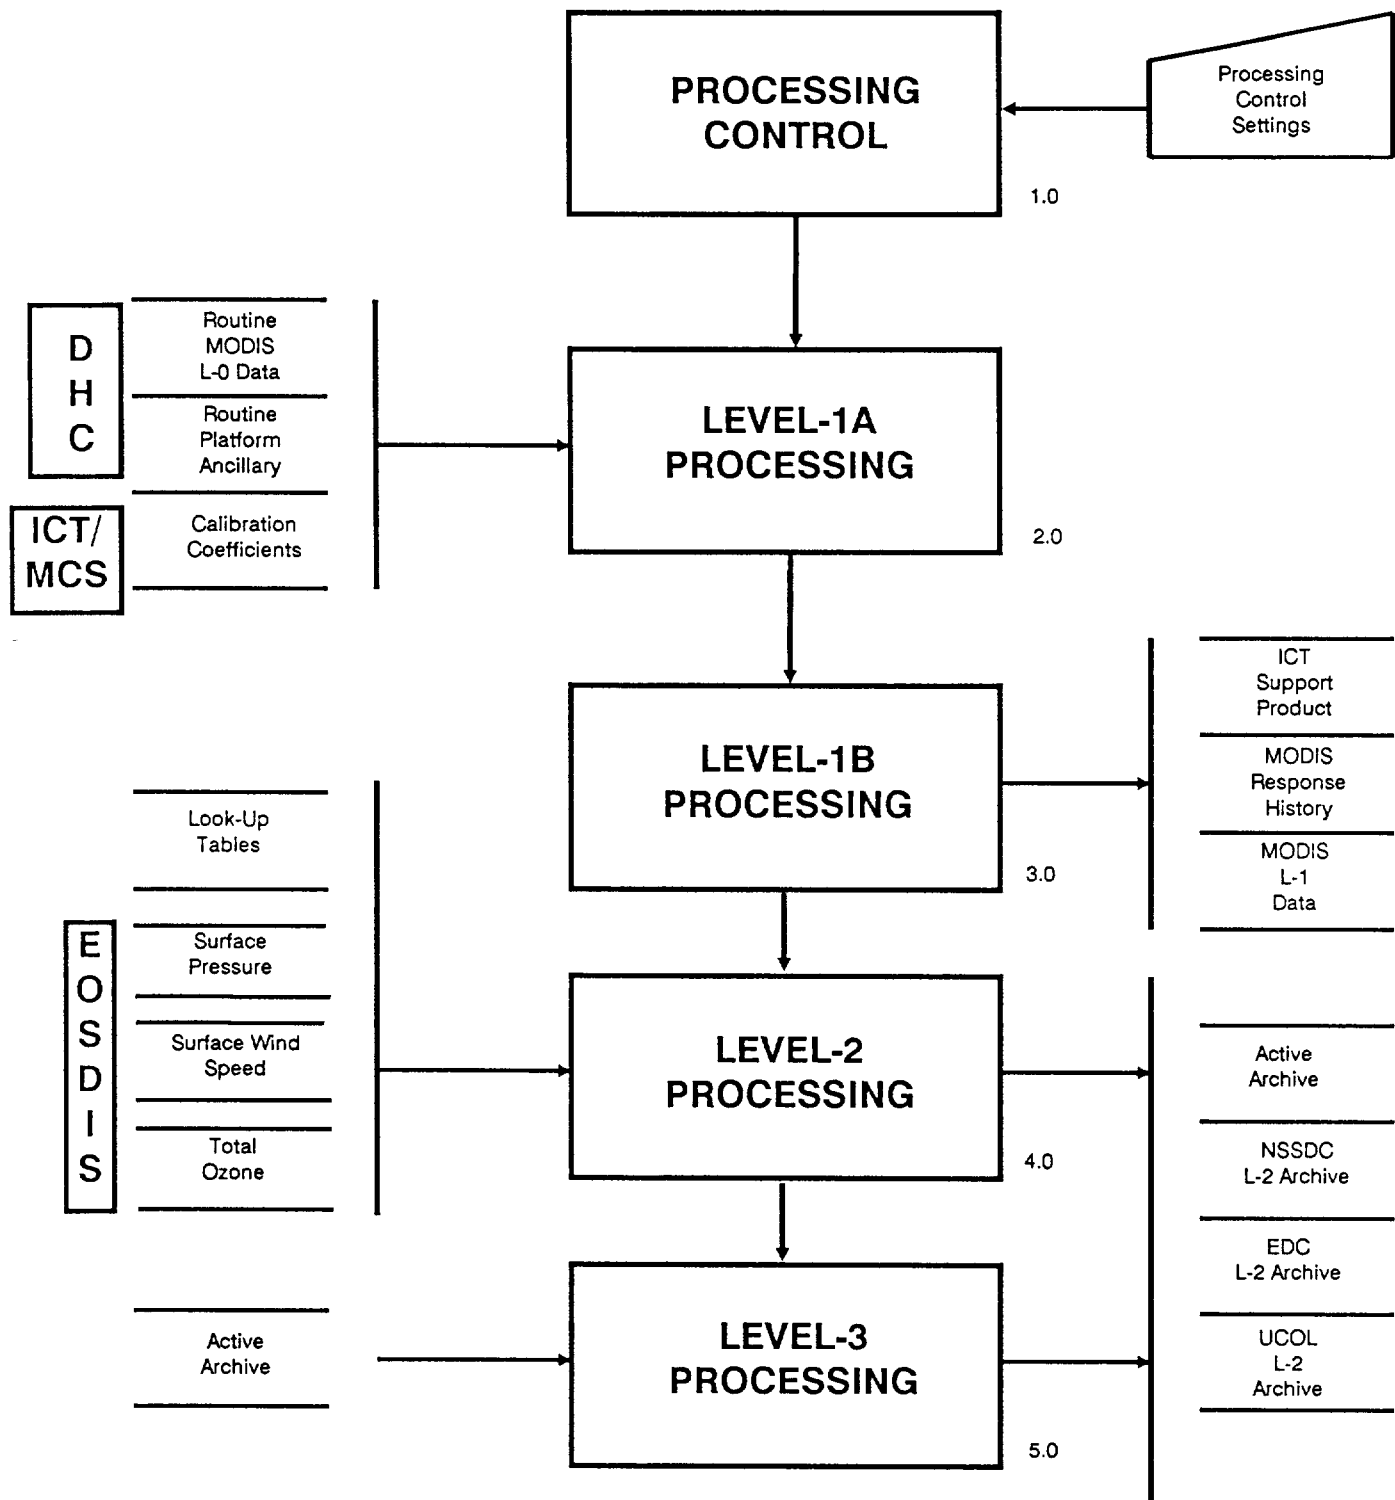 PROCESSING
CONTROL
1.0
Processing
Control
Settings
D
H
C
Routine
MODIS
L-0 Data
Routine
Platform
Ancillary
ICT/
MCS
Calibration
Coefficients
LEVEL-1A
PROCESSING
2.0
LEVEL-1B
PROCESSING
3.0
ICT
Support
Product
MODIS
Response
History
MODIS
L-1
Data
Look-Up
Tables
E
O
S
D
I
S
Surface
Pressure
Surface Wind
Speed
Total
Ozone
LEVEL-2
PROCESSING
4.0
Active
Archive
NSSDC
L-2 Archive
EDC
L-2 Archive
UCOL
L-2
Archive
Active
Archive
LEVEL-3
PROCESSING
5.0